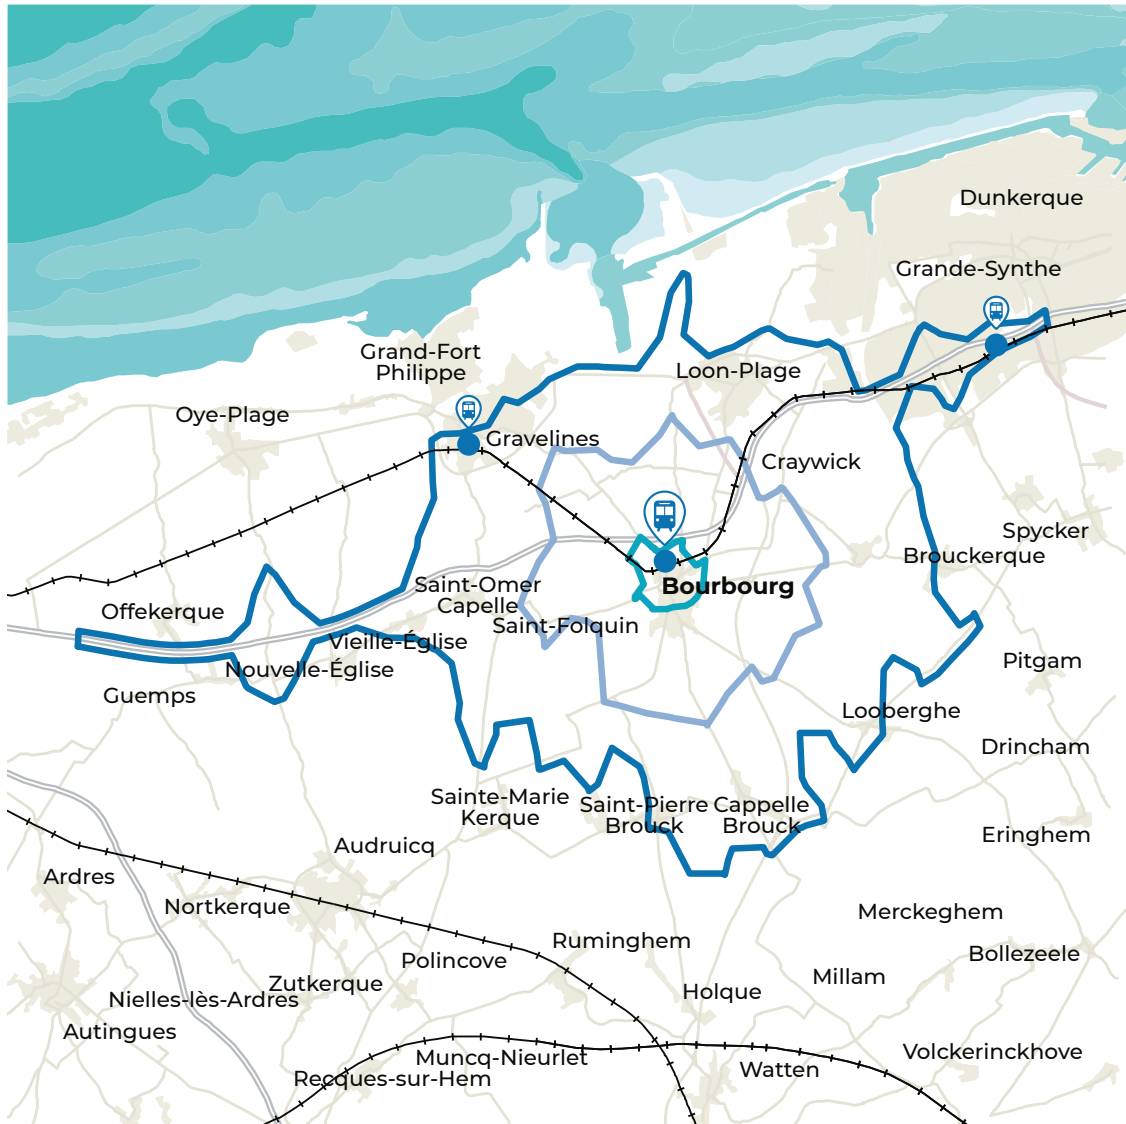 Dunkerque
Grande-Synthe
Grand-Fort
Philippe
Loon-Plage
Oye-Plage
Gravelines
Craywick
Spycker
Brouckerque
Bourbourg
Saint-Omer
Capelle
Offekerque
Saint-Folquin
Vieille-Église
Nouvelle-Église
Pitgam
Guemps
Looberghe
Drincham
Sainte-Marie
Kerque
Saint-Pierre
Brouck
Cappelle
Brouck
Eringhem
Audruicq
Ardres
Nortkerque
Merckeghem
Ruminghem
Bollezeele
Polincove
Millam
Zutkerque
Holque
Nielles-lès-Ardres
Autingues
Volckerinckhove
Muncq-Nieurlet
Watten
Recques-sur-Hem